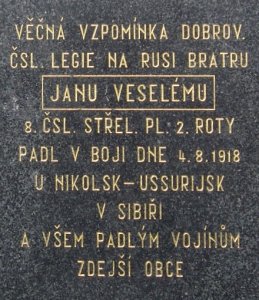 VĚČNÁ VZPOMÍNKA DOBROV.
ČSL. LEGIE NA RUSI BRATRU
JANU VESELÉMU
8. ČSL. STŘEL. PL. 2. ROTY
PADL V BOJI DNE 4.8.1918
U NIKOLSK-USSURIJSK
V SIBIŘI
A VŠEM PADLÝM VOJÍNŮM
ZDEJŠÍ OBCE